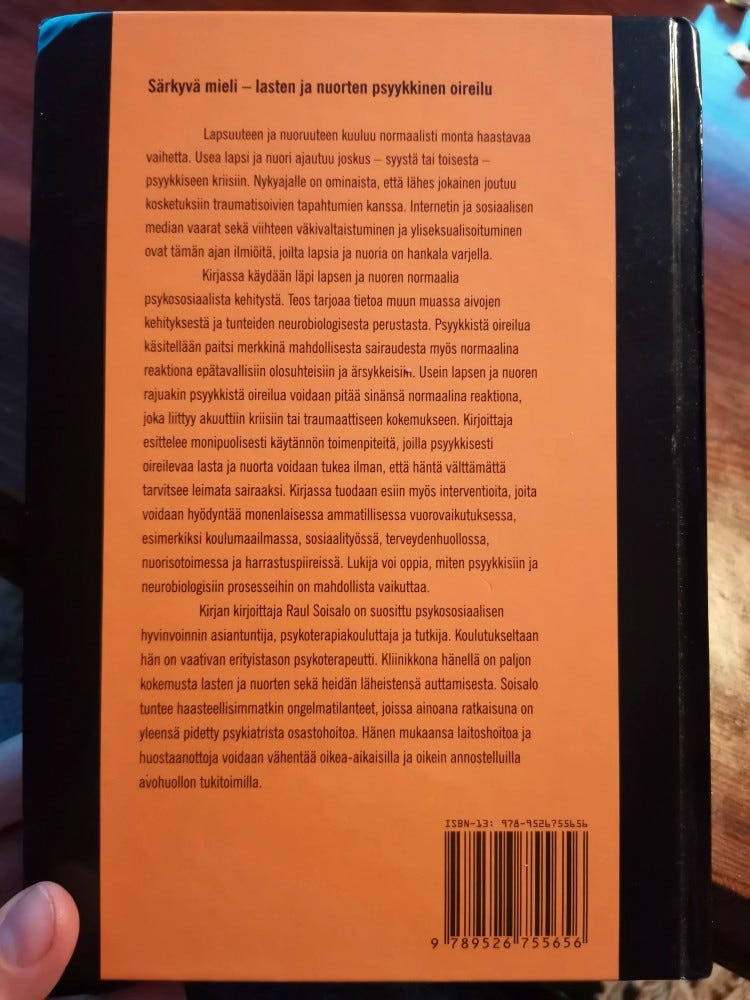 Särkyvä mieli – lasten ja nuorten psyykkinen oireilu
Lapsuuteen ja nuoruuteen kuuluu normaalisti monta haastavaa
vaihetta. Usea lapsi ja nuori ajautuu joskus – syystä tai toisesta –
psyykkiseen kriisiin. Nykyajalle on ominaista, että lähes jokainen joutuu
kosketuksiin traumatisoivien tapahtumien kanssa. Internetin ja sosiaalisen
median vaarat sekä viihteen väkivaltaistuminen ja yliseksualisoituminen
ovat tämän ajan ilmiöitä, joilta lapsia ja nuoria on hankala varjella.
Kirjassa käydään läpi lapsen ja nuoren normaalia
psykososiaalista kehitystä. Teos tarjoaa tietoa muun muassa aivojen
kehityksestä ja tunteiden neurobiologisesta perustasta. Psyykkistä oireilua
käsitellään paitsi merkkinä mahdollisesta sairaudesta myös normaalina
reaktiona epätavallisiin olosuhteisiin ja ärsykkeisiin. Usein lapsen ja nuoren
rajuakin psyykkistä oireilua voidaan pitää sinänsä normaalina reaktiona,
joka liittyy akuuttiin kriisiin tai traumaattiseen kokemukseen. Kirjoittaja
esittelee monipuolisesti käytännön toimenpiteitä, joilla psyykkisesti
oireilevaa lasta ja nuorta voidaan tukea ilman, että häntä välttämättä
tarvitsee leimata sairaaksi. Kirjassa tuodaan esiin myös interventioita, joita
voidaan hyödyntää monenlaisessa ammatillisessa vuorovaikutuksessa,
esimerkiksi koulumaailmassa, sosiaalityössä, terveydenhuollossa,
nuorisotoimessa ja harrastuspiireissä. Lukija voi oppia, miten psyykkisiin ja
neurobiologisiin prosesseihin on mahdollista vaikuttaa.
Kirjan kirjoittaja Raul Soisalo on suosittu psykososiaalisen
hyvinvoinnin asiantuntija, psykoterapiakouluttaja ja tutkija. Koulutukseltaan
hän on vaativan erityistason psykoterapeutti. Kliinikkona hänellä on paljon
kokemusta lasten ja nuorten sekä heidän läheistensä auttamisesta. Soisalo
tuntee haasteellisimmatkin ongelmatilanteet, joissa ainoana ratkaisuna on
yleensä pidetty psykiatrista osastohoitoa. Hänen mukaansa laitoshoitoa ja
huostaanottoja voidaan vähentää oikea-aikaisilla ja oikein annostelluilla
avohuollon tukitoimilla.
ISBN-13: 978-9526755656
9 789526 755656